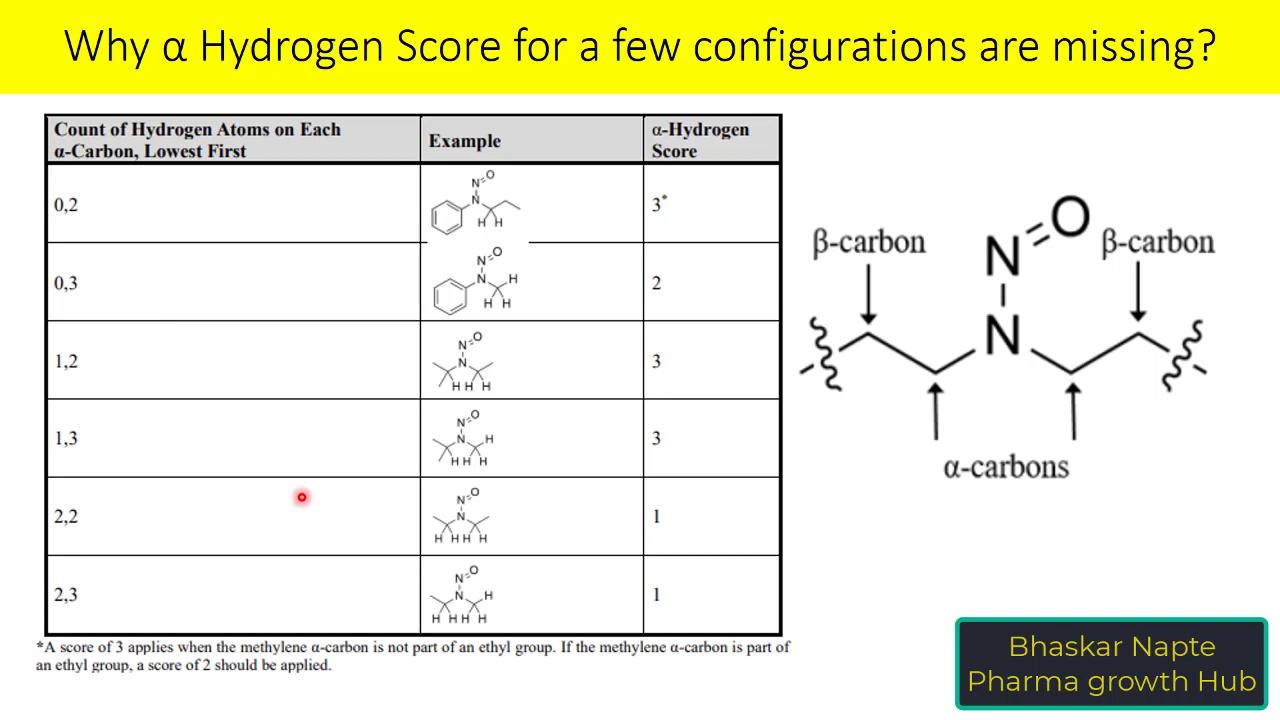 Why α Hydrogen Score for a few configurations are missing?
Count of Hydrogen Atoms on Each
α-Carbon, Lowest First
Example
α-Hydrogen
Score
0,2
N=O
N
H H
3*
0,3
N=O
N
H
H H
2
1,2
N=O
N
H H H
3
1,3
N=O
N
H
H H H
3
2,2
N=O
N
H H H H
1
2,3
N=O
N
H
H H H H
1
*A score of 3 applies when the methylene α-carbon is not part of an ethyl group. If the methylene α-carbon is part of
an ethyl group, a score of 2 should be applied.
O
β-carbon
N
β-carbon
N
α-carbons
Bhaskar Napte
Pharma growth Hub